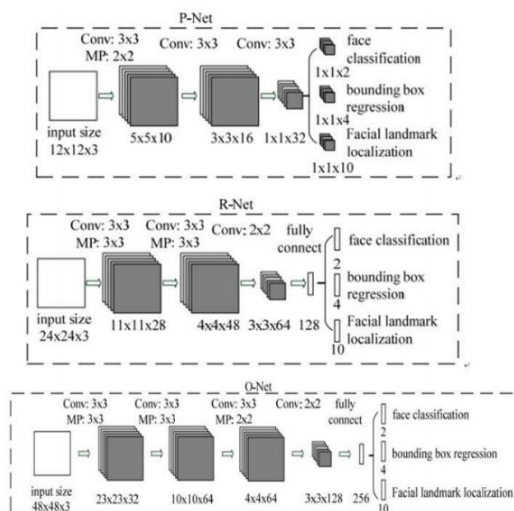 P-Net
Conv: 3x3 Conv: 3x3 Conv: 3x3
MP: 2x2
face
classification
1x1x2
bounding box
regression
1x1x4
Facial landmark
localization
1x1x10
input size
12x12x3
5x5x10
3x3x16
1x1x32
R-Net
Conv: 3x3 Conv: 3x3 Conv: 2x2 fully
MP: 3x3 MP: 3x3 connect
face classification
2
bounding box
regression
4
Facial landmark
localization
10
input size
24x24x3
11x11x28
4x4x48
3x3x64
128
O-Net
Conv: 3x3 Conv: 3x3 Conv: 3x3 Conv: 2x2 fully
MP: 3x3 MP: 3x3 MP: 2x2 connect
face classification
2
bounding box regression
4
Facial landmark localization
10
input size
48x48x3
23x23x32
10x10x64
4x4x64
3x3x128
256